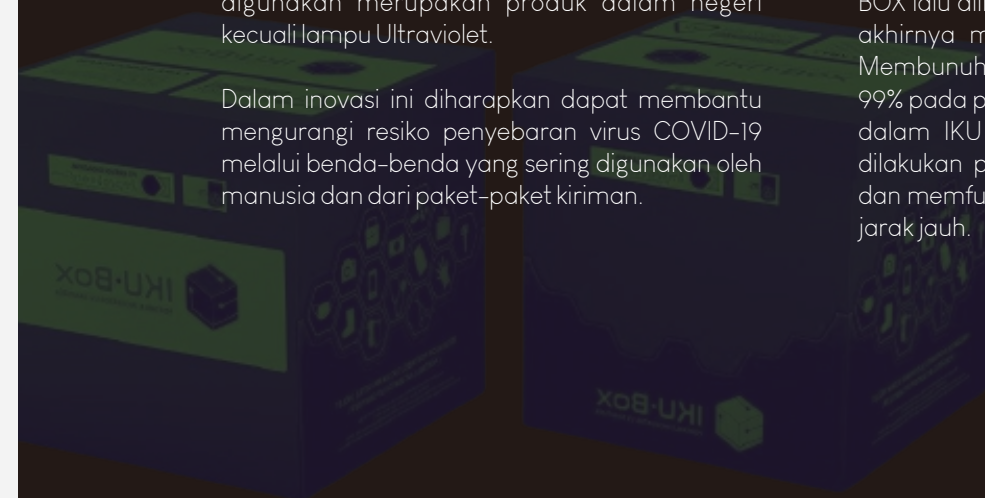 digunakan merupakan produk dalam negeri
kecuali lampu Ultraviolet.
Dalam inovasi ini diharapkan dapat membantu
mengurangi resiko penyebaran virus COVID-19
melalui benda-benda yang sering digunakan oleh
manusia dan dari paket-paket kiriman.
BOX lalu
akhirnya
Membunuh
99% pada
dalam IKU
dilakukan
dan
jarak jauh.
IKU-BOX
IKU-BOX